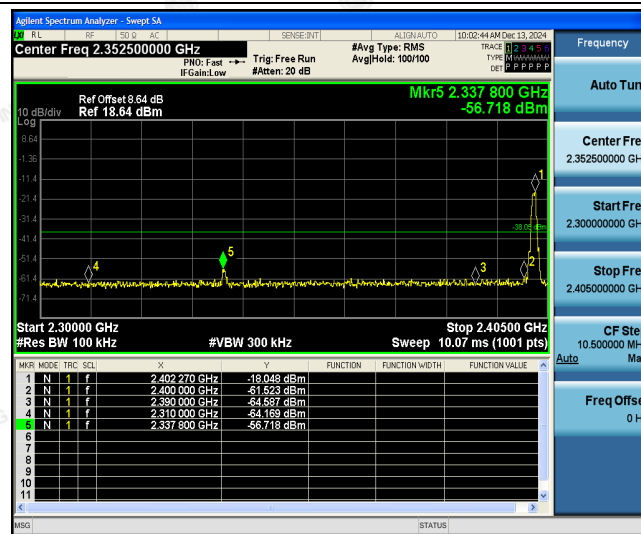 Agilent Spectrum Analyzer - Swept SA
LXI RL RF 50 Ω AC SENSE:INT ALIGN AUTO 10:02:44 AM Dec 13, 2024
Center Freq 2.352500000 GHz #Avg Type: RMS TRACE 1 2 3 4 5 6
PNO: Fast Trig: Free Run Avg|Hold: 100/100 TYPE M
IFGain:Low #Atten: 20 dB DET P P P P P P
Mkr5 2.337 800 GHz
Ref Offset 8.64 dB
10 dB/div Ref 18.64 dBm -56.718 dBm
Log
8.64
-1.36
-11.4
1
-21.4
-31.4
-38.05 dBm
-41.4
-51.4
5
4 3 2
-61.4
-71.4
Start 2.30000 GHz Stop 2.40500 GHz
#Res BW 100 kHz #VBW 300 kHz Sweep 10.07 ms (1001 pts)
MKR MODE TRC SCL X Y FUNCTION FUNCTION WIDTH FUNCTION VALUE
1 N 1 f 2.402 270 GHz -18.048 dBm
2 N 1 f 2.400 000 GHz -61.523 dBm
3 N 1 f 2.390 000 GHz -64.587 dBm
4 N 1 f 2.310 000 GHz -64.169 dBm
5 N 1 f 2.337 800 GHz -56.718 dBm
6
7
8
9
10
11
MSG STATUS
Frequency
Auto Tun
Center Fre
2.352500000 GH
Start Fre
2.300000000 GH
Stop Fre
2.405000000 GH
CF Ste
10.500000 MH
Auto Ma
Freq Offse
0 H